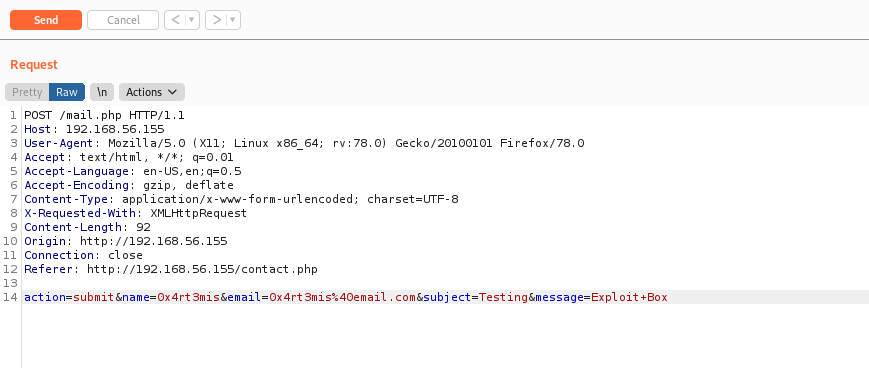 Send Cancel < ▼ > ▼
Request
Pretty Raw \n Actions
1 POST /mail.php HTTP/1.1
2 Host: 192.168.56.155
3 User-Agent: Mozilla/5.0 (X11; Linux x86_64; rv:78.0) Gecko/20100101 Firefox/78.0
4 Accept: text/html, */*; q=0.01
5 Accept-Language: en-US,en;q=0.5
6 Accept-Encoding: gzip, deflate
7 Content-Type: application/x-www-form-urlencoded; charset=UTF-8
8 X-Requested-With: XMLHttpRequest
9 Content-Length: 92
10 Origin: http://192.168.56.155
11 Connection: close
12 Referer: http://192.168.56.155/contact.php
13
14 action=submit&name=0x4rt3mis&email=0x4rt3mis%40email.com&subject=Testing&message=Exploit+Box